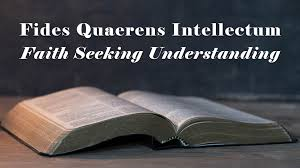 Fides Quaerens Intellectum
Faith Seeking Understanding